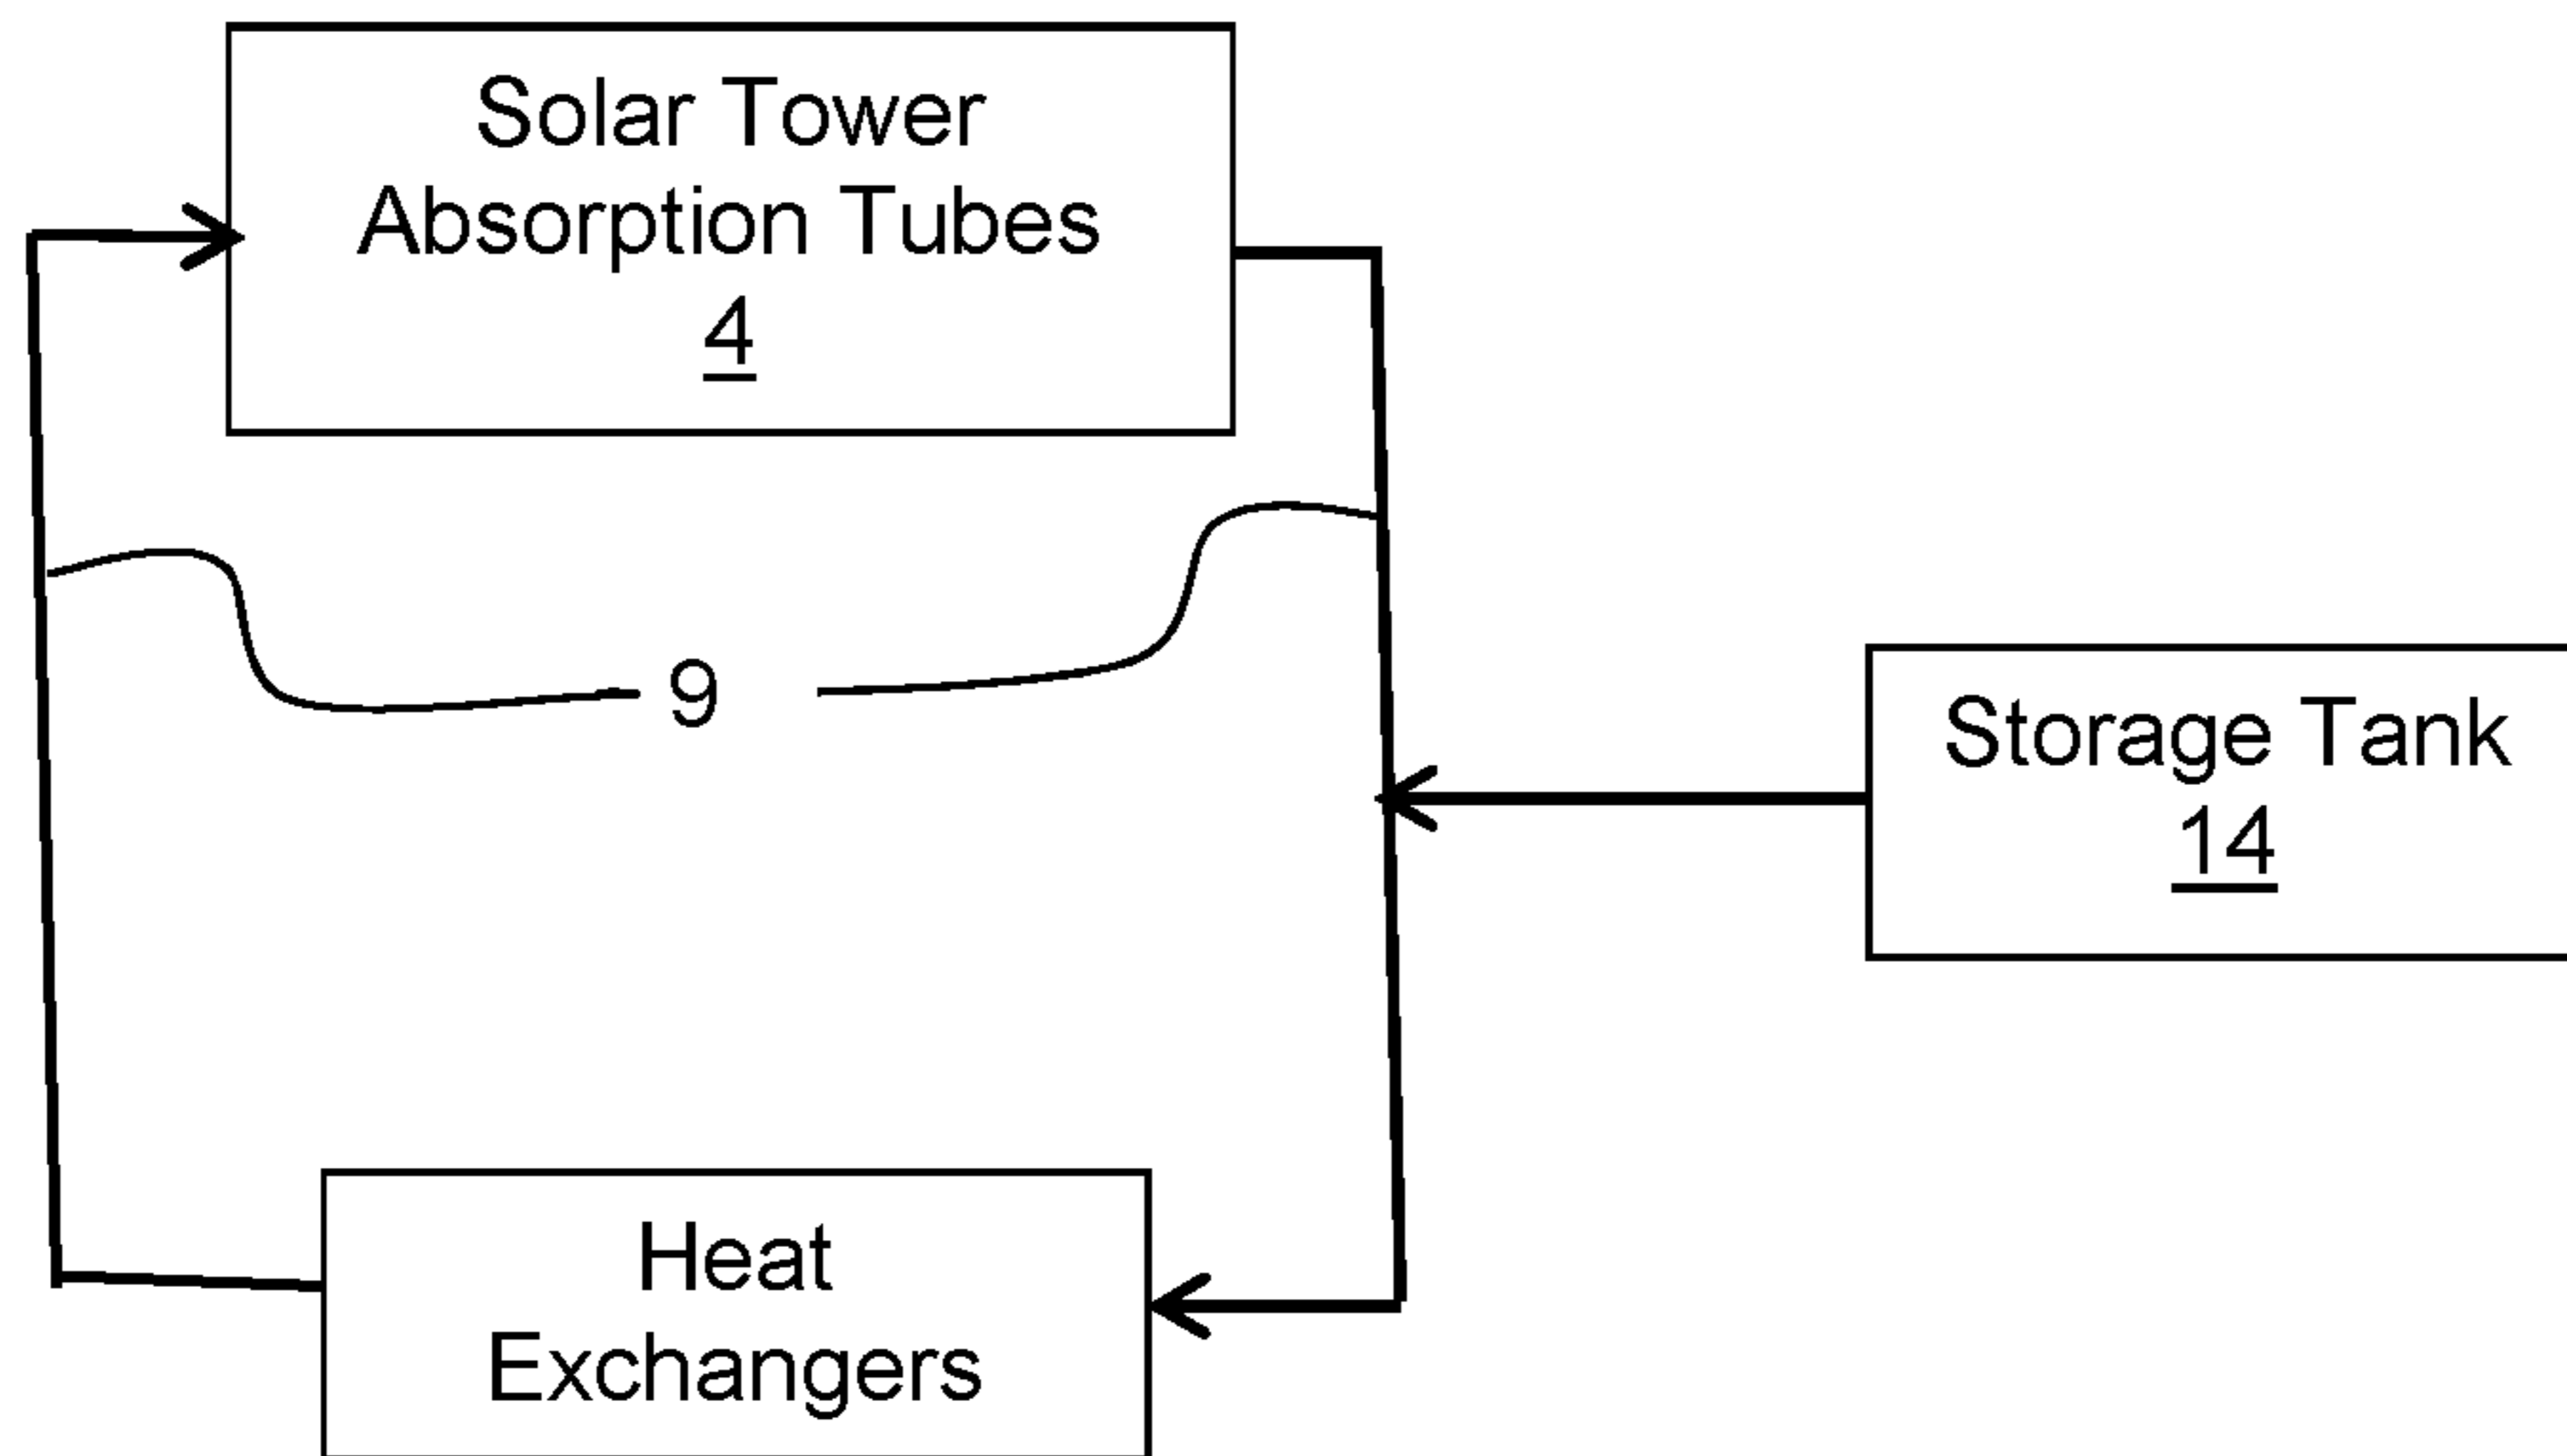 Solar Tower
Absorption Tubes
4
9
Storage Tank
14
Heat
Exchangers